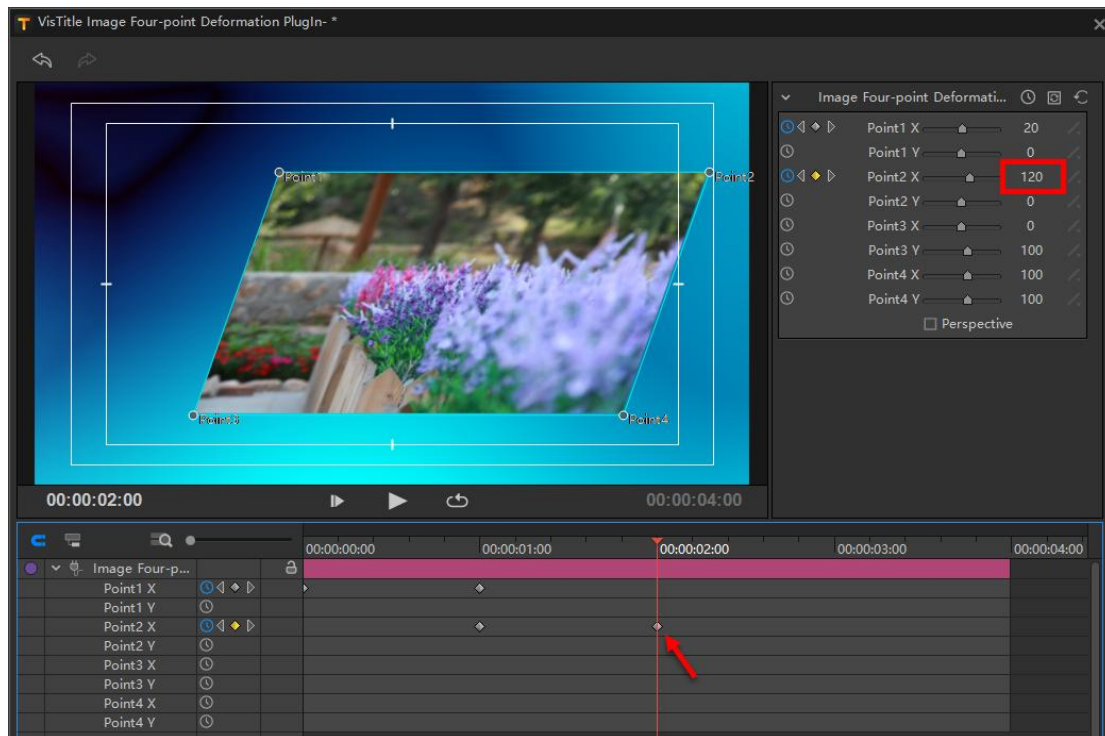 VisTitle Image Four-point Deformation PlugIn- *
Image Four-point Deformati...
Point1 X 20
Point1 Y 0
Point2 X 120
Point2 Y 0
Point3 X 0
Point3 Y 100
Point4 X 100
Point4 Y 100
Perspective
Point1
Point2
Point3
Point4
00:00:02:00 00:00:04:00
00:00:00:00 00:00:01:00 00:00:02:00 00:00:03:00 00:00:04:00
Image Four-p...
Point1 X
Point1 Y
Point2 X
Point2 Y
Point3 X
Point3 Y
Point4 X
Point4 Y